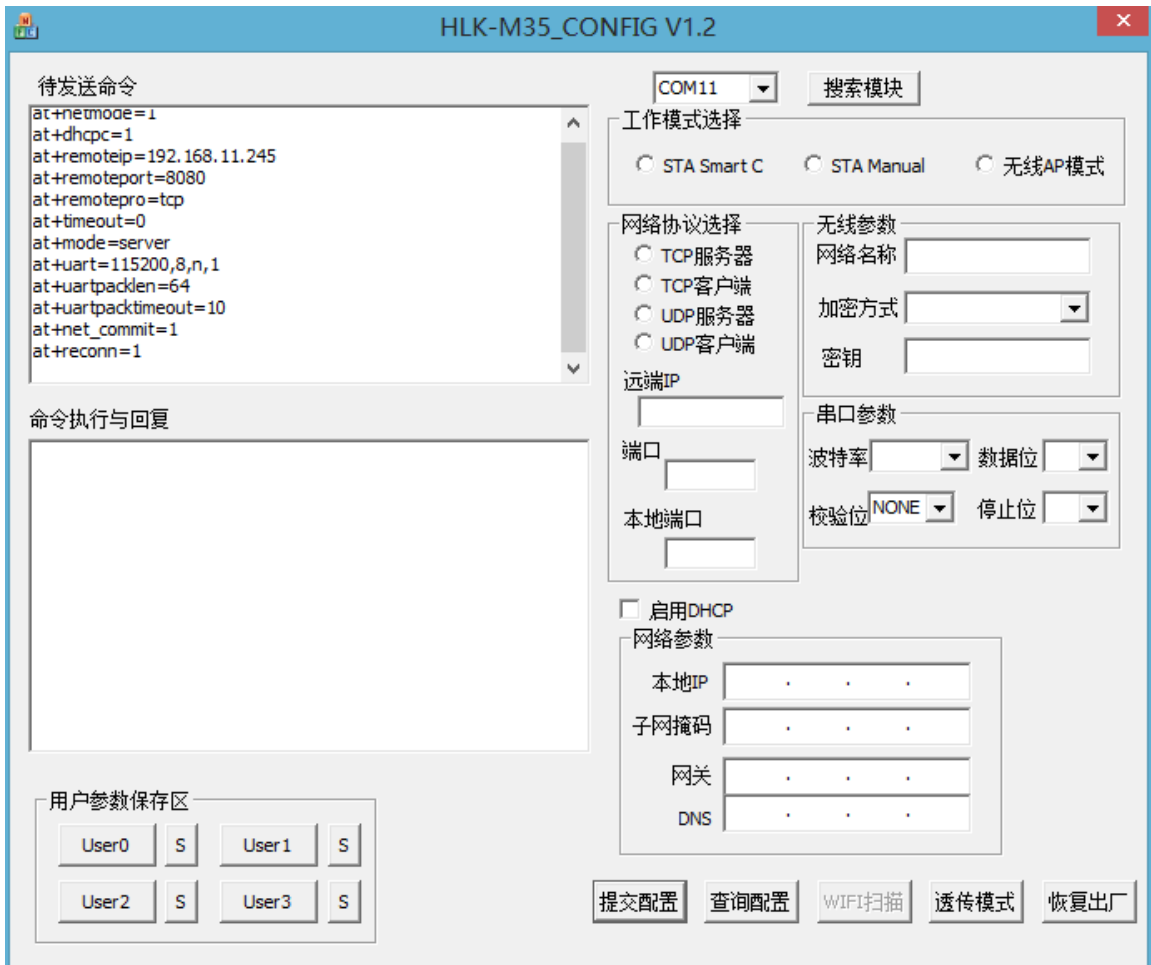 HLK-M35_CONFIG V1.2
待发送命令
at+netmode=1
at+dhcpc=1
at+remoteip=192.168.11.245
at+remoteport=8080
at+remotepro=tcp
at+timeout=0
at+mode=server
at+uart=115200,8,n,1
at+uartpacklen=64
at+uartpacktimeout=10
at+net_commit=1
at+reconn=1
命令执行与回复
用户参数保存区
User0 S User1 S
User2 S User3 S
COM11 搜索模块
工作模式选择
STA Smart C STA Manual 无线AP模式
网络协议选择
TCP服务器
TCP客户端
UDP服务器
UDP客户端
远端IP
端口
本地端口
无线参数
网络名称
加密方式
密钥
串口参数
波特率 数据位
校验位 NONE 停止位
启用DHCP
网络参数
本地IP . . .
子网掩码 . . .
网关 . . .
DNS . . .
提交配置 查询配置 WIFI扫描 透传模式 恢复出厂